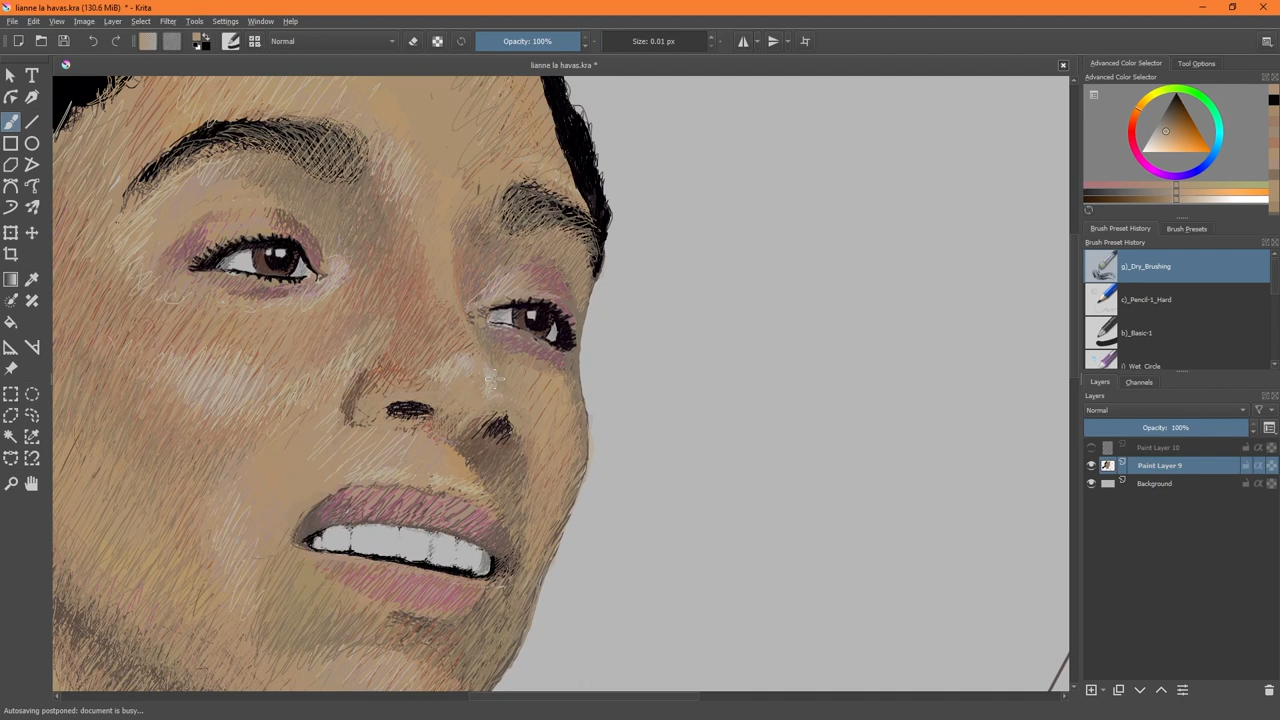 lianne la havas.kra (130.6 MiB)  * - Krita
File Edit View Image Layer Select Filter Tools Settings Window Help
Normal Opacity: 100% Size: 0.01 px
lianne la havas.kra *
Advanced Color Selector Tool Options
Advanced Color Selector
Brush Preset History Brush Presets
Brush Preset History
g)_Dry_Brushing
c)_Pencil-1_Hard
b)_Basic-1
i)_Wet_Circle
Layers Channels
Layers
Normal
Opacity:  100%
Paint Layer 10
Paint Layer 9
Background
Autosaving postponed: document is busy...